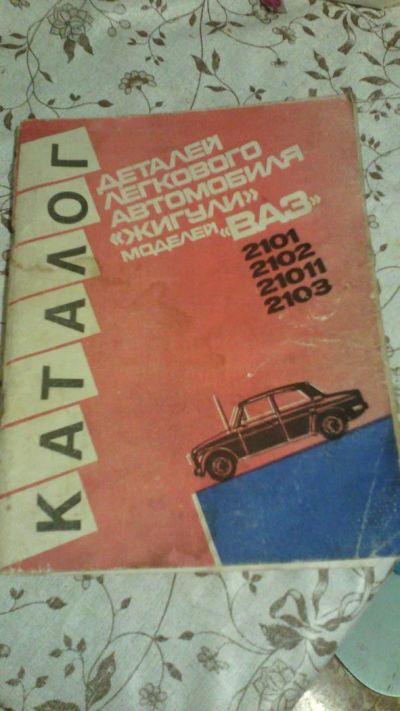 КАТАЛОГ
ДЕТАЛЕЙ
ЛЕГКОВОГО
АВТОМОБИЛЯ
«ЖИГУЛИ»
МОДЕЛЕЙ «ВАЗ»
2101
2102
21011
2103